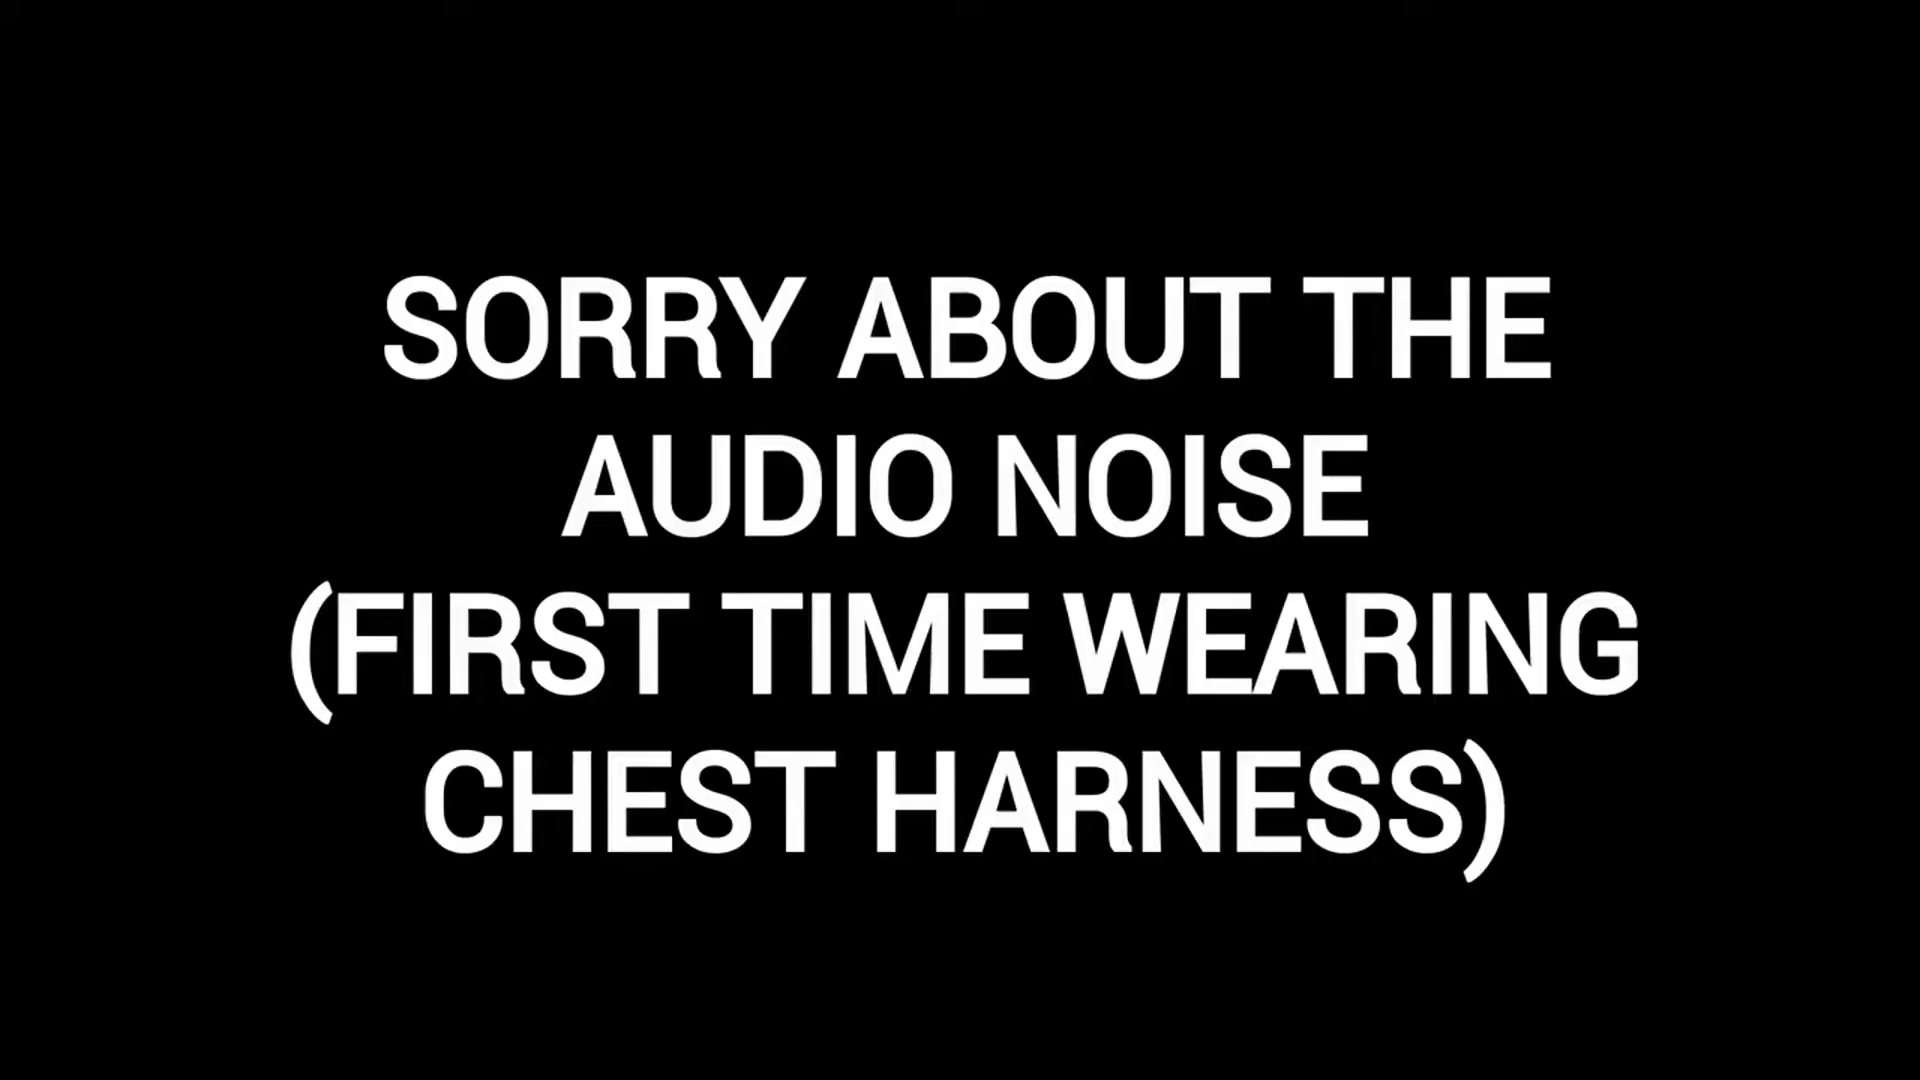 SORRY ABOUT THE
AUDIO NOISE
(FIRST TIME WEARING
CHEST HARNESS)